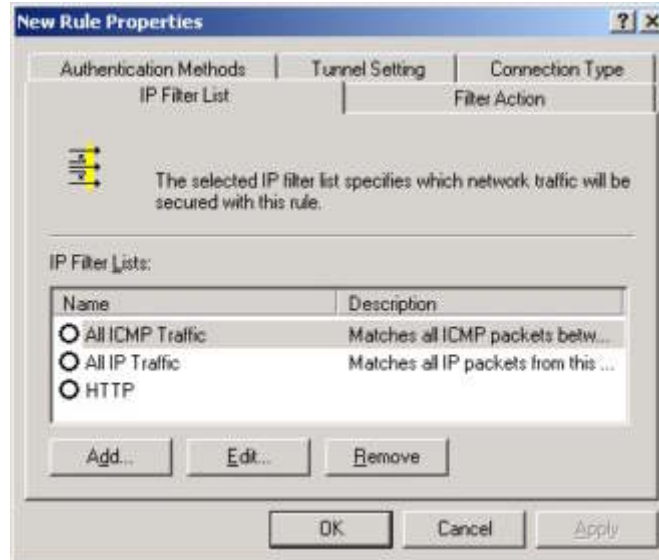 New Rule Properties
Authentication Methods Tunnel Setting Connection Type
IP Filter List Filter Action
The selected IP filter list specifies which network traffic will be
secured with this rule.
IP Filter Lists:
Name Description
All ICMP Traffic Matches all ICMP packets betw...
All IP Traffic Matches all IP packets from this ...
HTTP
Add... Edit... Remove
OK Cancel Apply